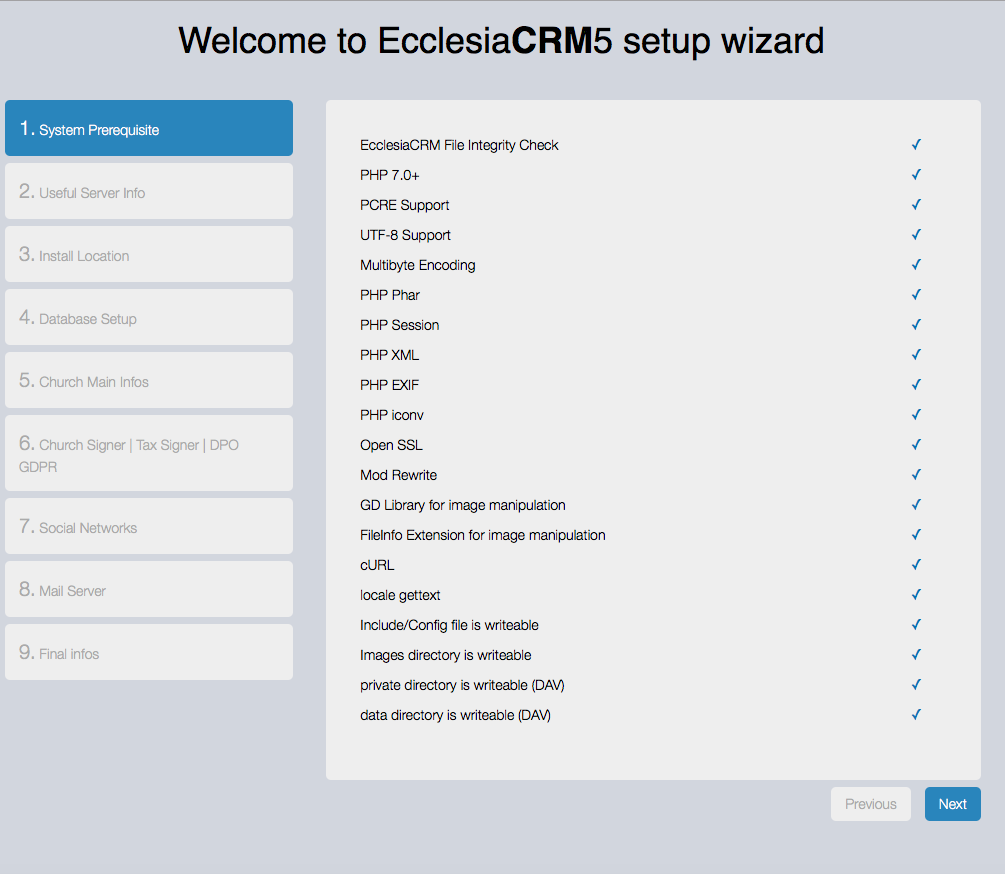 Welcome to EcclesiaCRM5 setup wizard
1. System Prerequisite
2. Useful Server Info
3. Install Location
4. Database Setup
5. Church Main Infos
6. Church Signer | Tax Signer | DPO
GDPR
7. Social Networks
8. Mail Server
9. Final infos
EcclesiaCRM File Integrity Check
PHP 7.0+
PCRE Support
UTF-8 Support
Multibyte Encoding
PHP Phar
PHP Session
PHP XML
PHP EXIF
PHP iconv
Open SSL
Mod Rewrite
GD Library for image manipulation
FileInfo Extension for image manipulation
cURL
locale gettext
Include/Config file is writeable
Images directory is writeable
private directory is writeable (DAV)
data directory is writeable (DAV)
Previous
Next